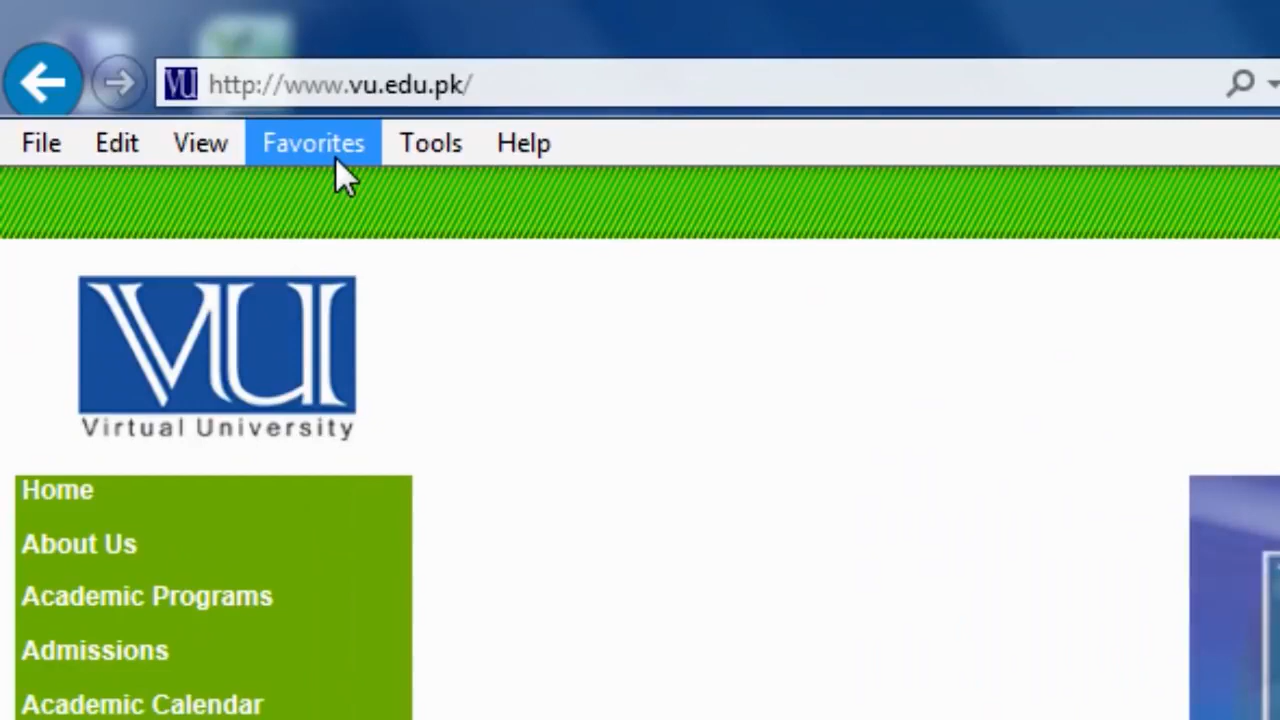 VU http://www.vu.edu.pk/
File Edit View Favorites Tools Help
VU
Virtual University
Home
About Us
Academic Programs
Admissions
Academic Calendar